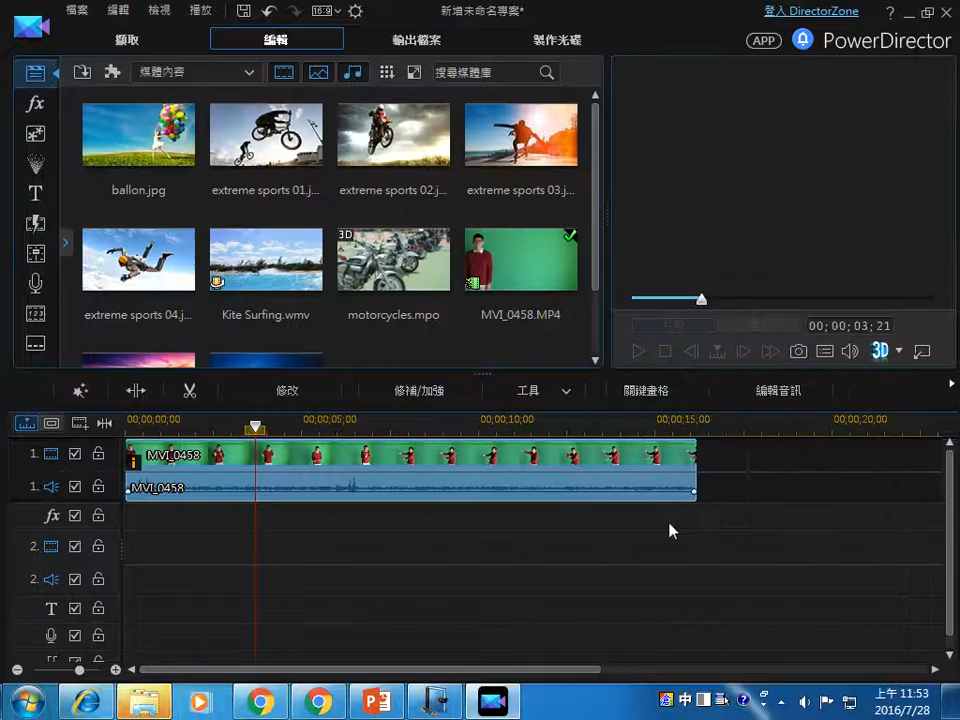 檔案 編輯 檢視 播放 16:9 新增未命名專案* 登入 DirectorZone ?
擷取 編輯 輸出檔案 製作光碟 APP PowerDirector
媒體內容 搜尋媒體庫
fx
T
ballon.jpg extreme sports 01.j... extreme sports 02.j... extreme sports 03.j...
3D
extreme sports 04.j... Kite Surfing.wmv motorcycles.mpo MVI_0458.MP4
00; 00; 03; 21
3D
修改 修補/加強 工具 關鍵畫格 編輯音訊
00;00;00;00 00;00;05;00 00;00;10;00 00;00;15;00 00;00;20;00
1. MVI_0458
1. MVI_0458
fx
2.
2.
T
中
上午 11:53
2016/7/28